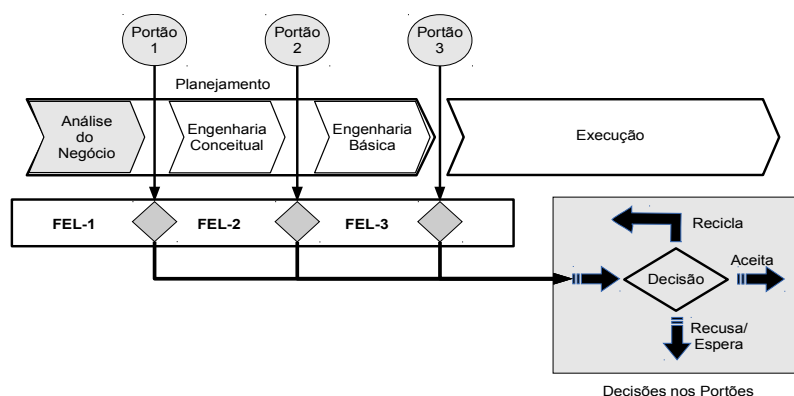 Portão
1
Portão
2
Portão
3
Planejamento
Análise
do
Negócio
Engenharia
Conceitual
Engenharia
Básica
Execução
FEL-1
FEL-2
FEL-3
Recicla
Aceita
Decisão
Recusa/
Espera
Decisões nos Portões